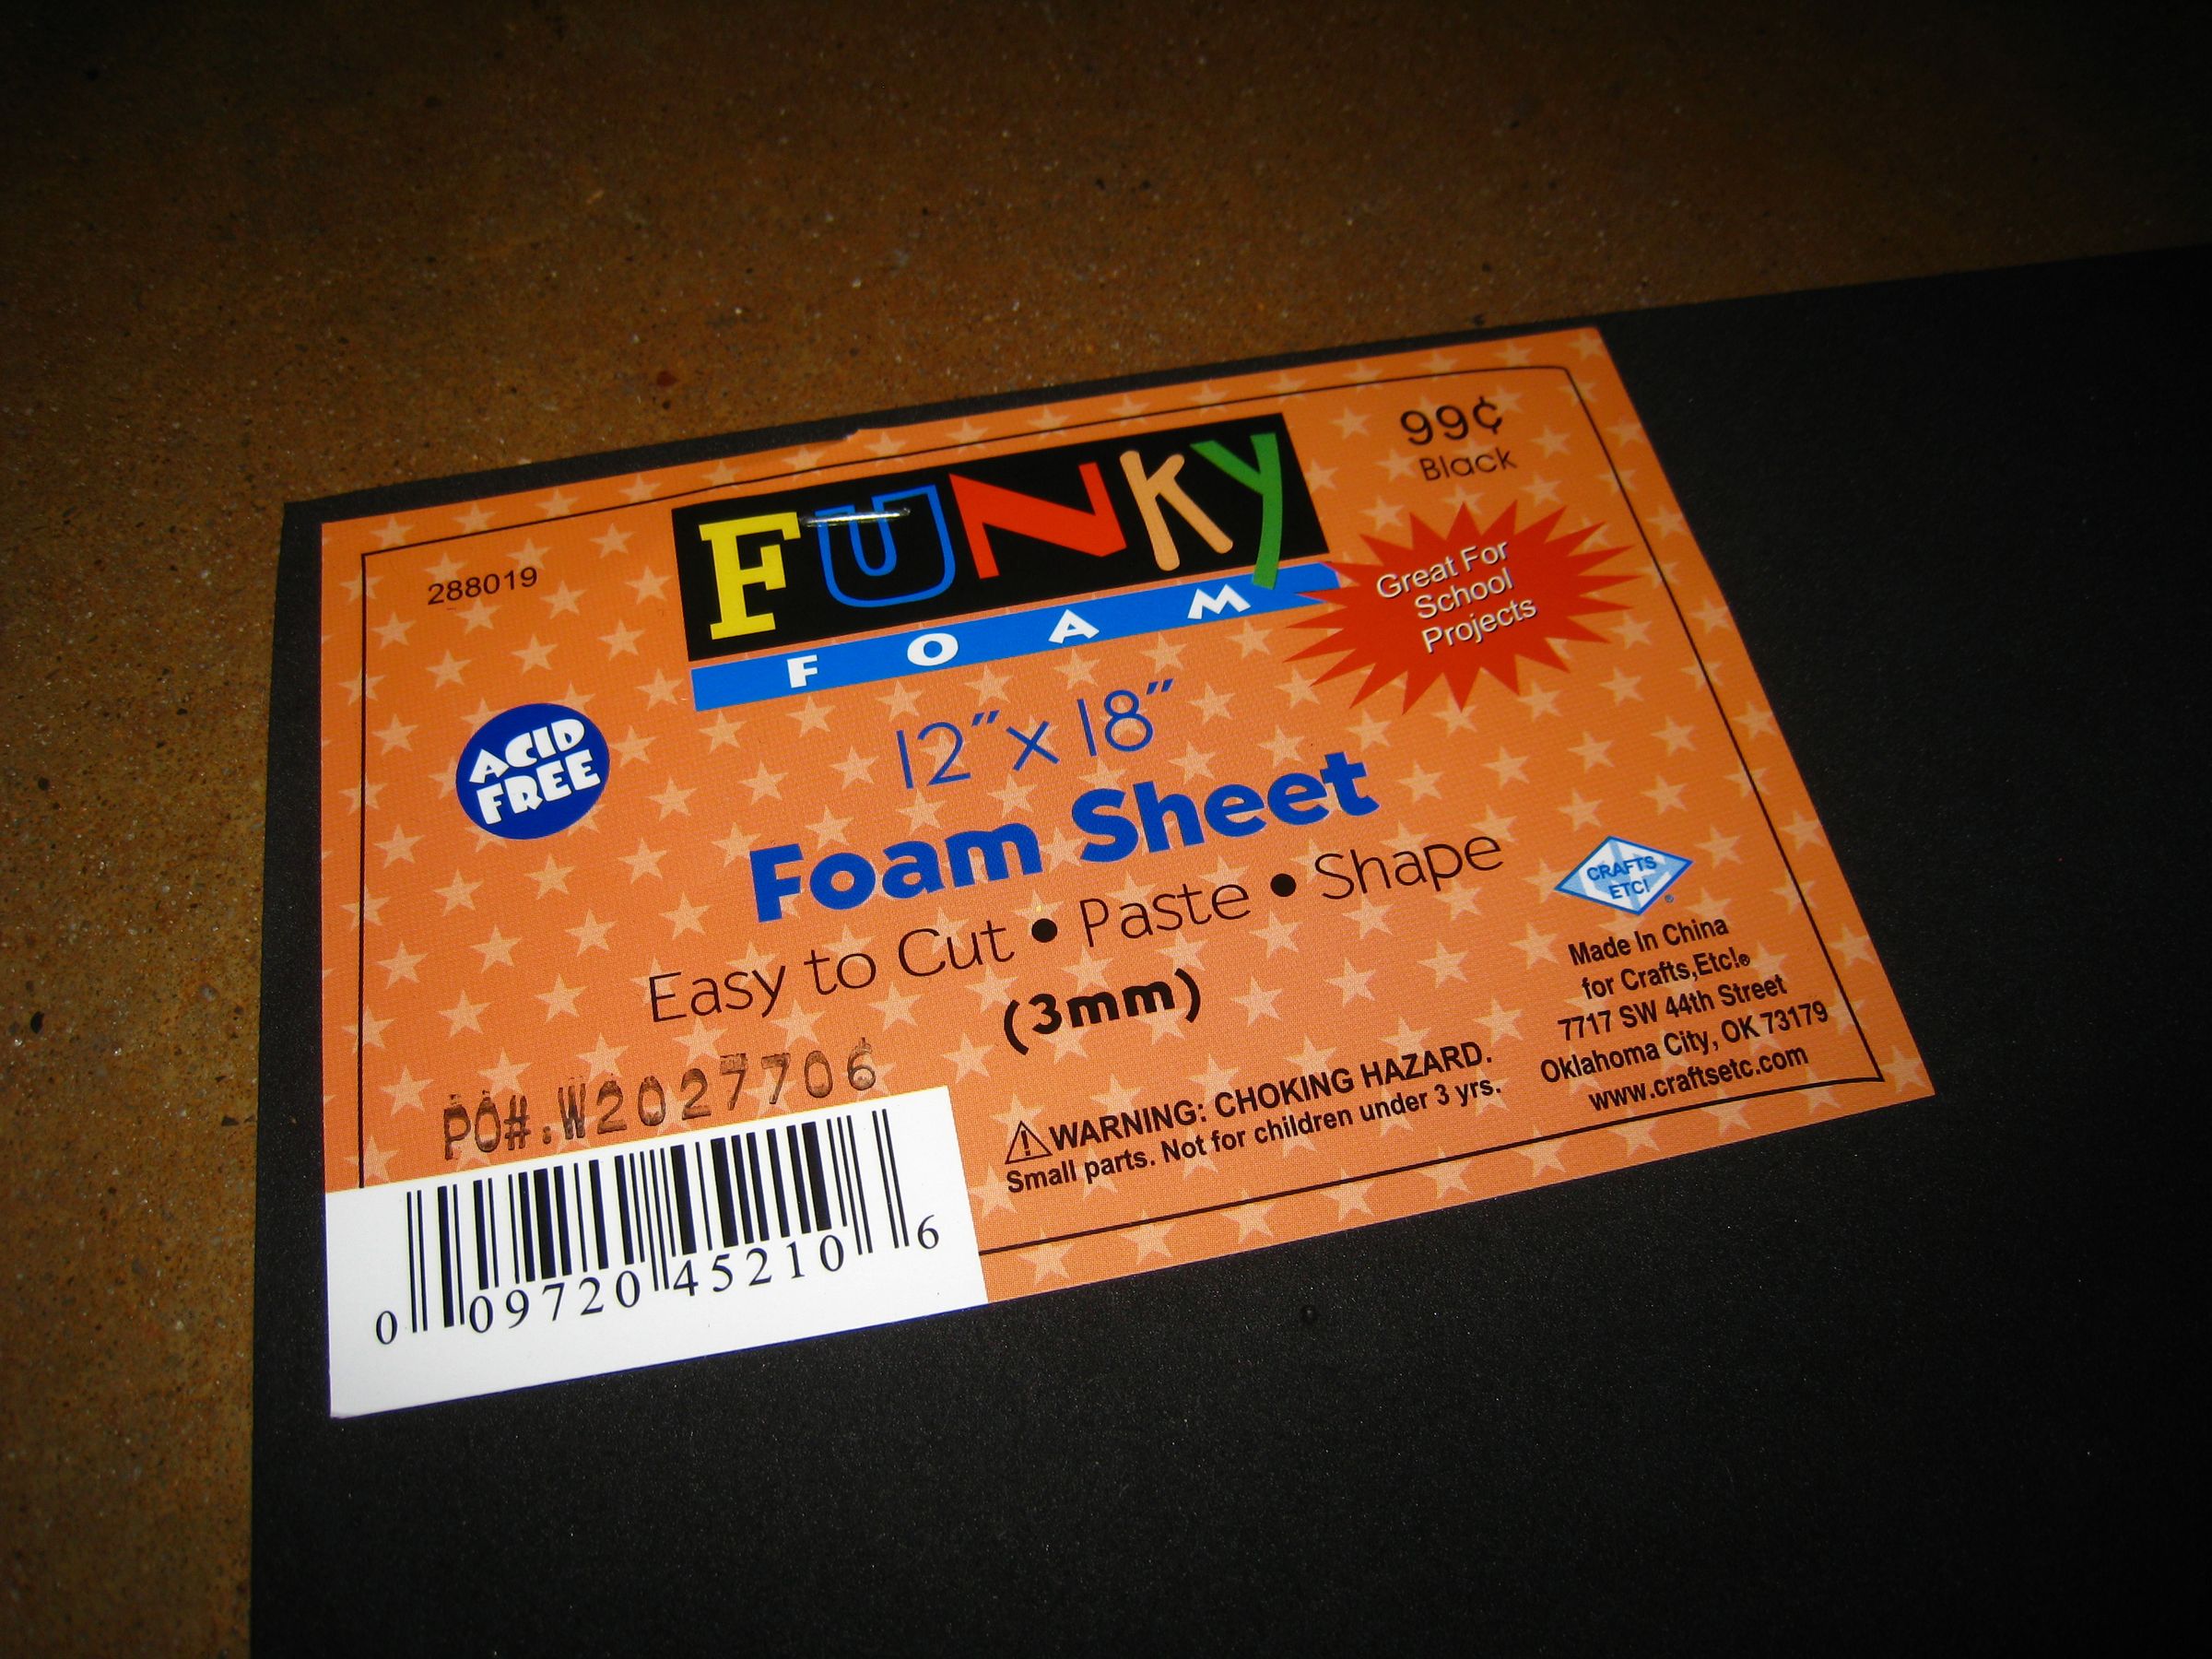 288019
FUNKY
FOAM
99¢
Black
Great For
School
Projects
ACID
FREE
12" x 18"
Foam Sheet
Easy to Cut • Paste • Shape
(3mm)
CRAFTS
ETC!®
Made In China
for Crafts,Etc!®
7717 SW 44th Street
Oklahoma City, OK 73179
www.craftsetc.com
PO#.W2027706
⚠WARNING: CHOKING HAZARD.
Small parts. Not for children under 3 yrs.
0 09720 45210 6